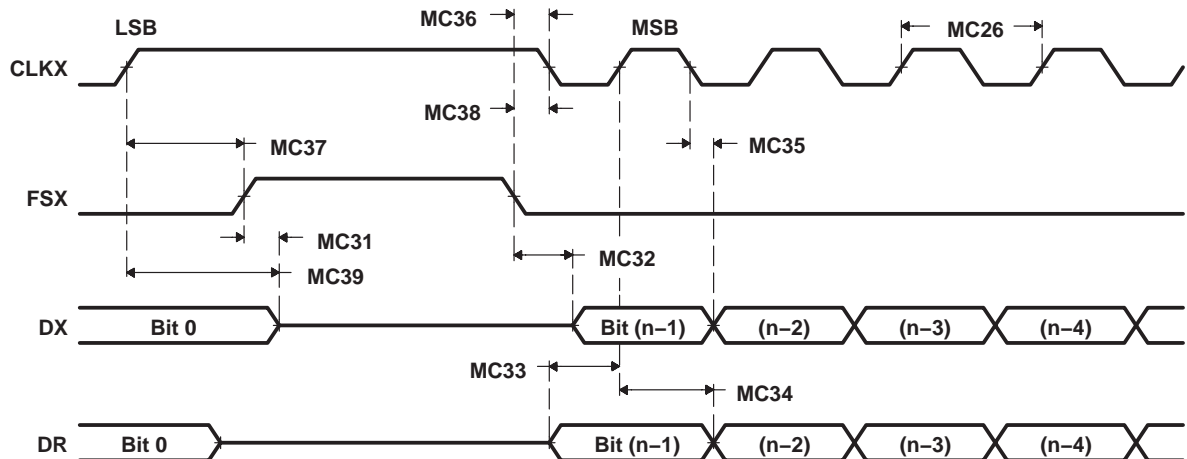 LSB
MC36
MSB
MC26
CLKX
MC38
MC37
MC35
FSX
MC31
MC32
MC39
DX
Bit 0
Bit (n−1)
(n−2)
(n−3)
(n−4)
MC33
MC34
DR
Bit 0
Bit (n−1)
(n−2)
(n−3)
(n−4)